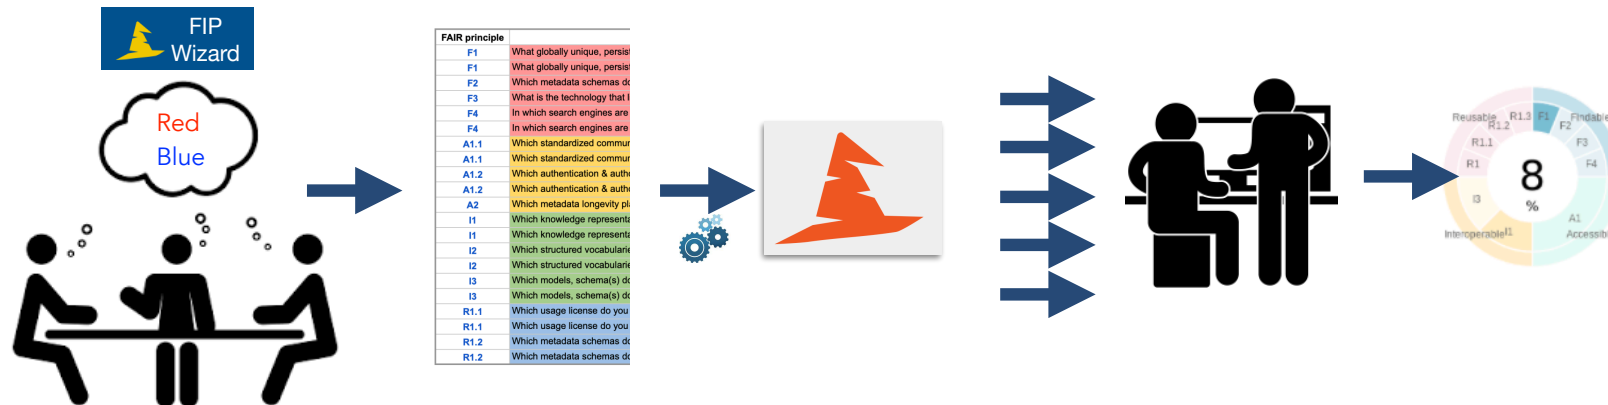 FIP
Wizard
Red
Blue
FAIR principle
F1 What globally unique, persist
F1 What globally unique, persist
F2 Which metadata schemas do
F3 What is the technology that l
F4 In which search engines are
F4 In which search engines are
A1.1 Which standardized commur
A1.1 Which standardized commur
A1.2 Which authentication & autho
A1.2 Which authentication & autho
A2 Which metadata longevity pla
I1 Which knowledge representa
I1 Which knowledge representa
I2 Which structured vocabularie
I2 Which structured vocabularie
I3 Which models, schema(s) do
I3 Which models, schema(s) do
R1.1 Which usage license do you
R1.1 Which usage license do you
R1.2 Which metadata schemas do
R1.2 Which metadata schemas do
Reusable
R1.3
F1
Findable
R1.2
F2
R1.1
F3
R1
F4
8
%
I3
A1
Interoperable
I1
Accessib